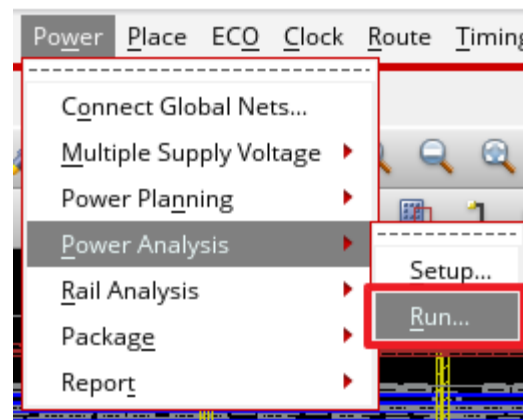 Power Place ECO Clock Route Timing
Connect Global Nets...
Multiple Supply Voltage
Power Planning
Power Analysis
Setup...
Rail Analysis
Run...
Package
Report